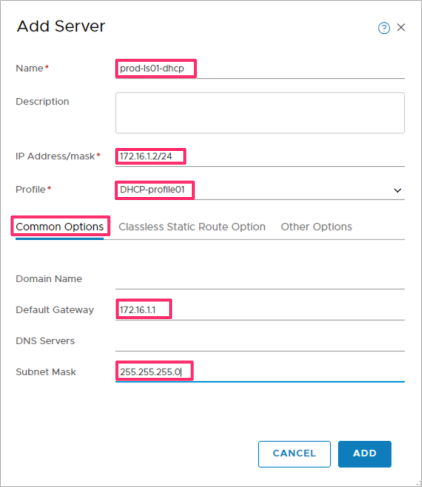 Add Server
Name*
prod-ls01-dhcp
Description
IP Address/mask*
172.16.1.2/24
Profile*
DHCP-profile01
Common Options Classless Static Route Option Other Options
Domain Name
Default Gateway
172.16.1.1
DNS Servers
Subnet Mask
255.255.255.0
CANCEL ADD